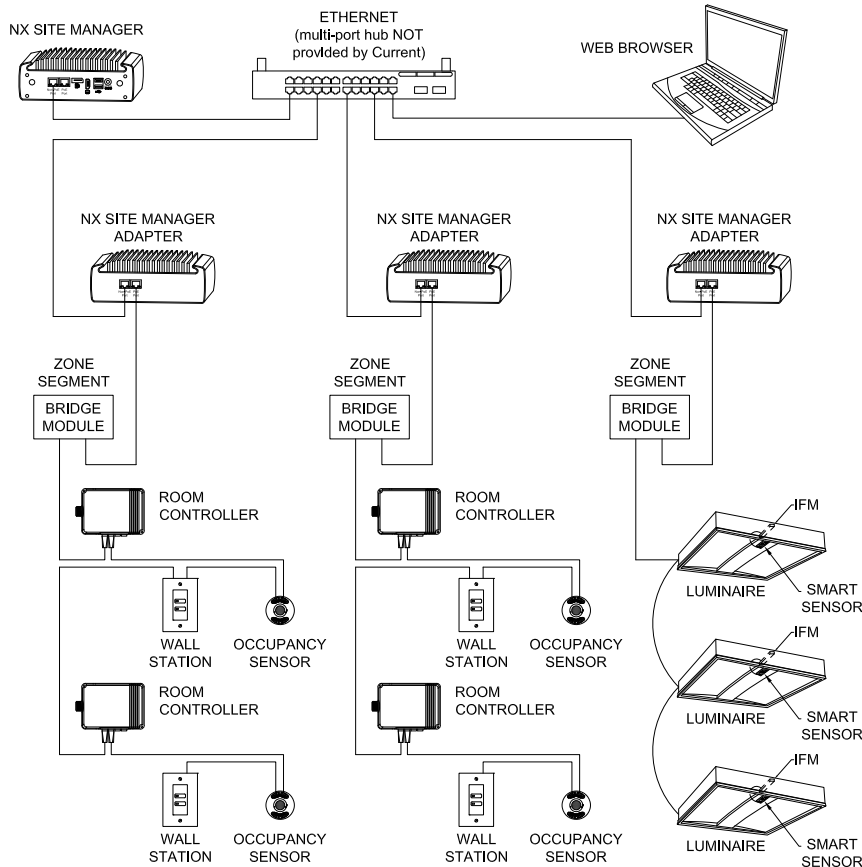 NX SITE MANAGER
ETHERNET
(multi-port hub NOT
provided by Current)
WEB BROWSER
NX SITE MANAGER
ADAPTER
NX SITE MANAGER
ADAPTER
NX SITE MANAGER
ADAPTER
ZONE
SEGMENT
BRIDGE
MODULE
ZONE
SEGMENT
BRIDGE
MODULE
ZONE
SEGMENT
BRIDGE
MODULE
ROOM
CONTROLLER
ROOM
CONTROLLER
IFM
LUMINAIRE
SMART
SENSOR
WALL
STATION
OCCUPANCY
SENSOR
WALL
STATION
OCCUPANCY
SENSOR
IFM
LUMINAIRE
SMART
SENSOR
ROOM
CONTROLLER
ROOM
CONTROLLER
IFM
LUMINAIRE
SMART
SENSOR
WALL
STATION
OCCUPANCY
SENSOR
WALL
STATION
OCCUPANCY
SENSOR